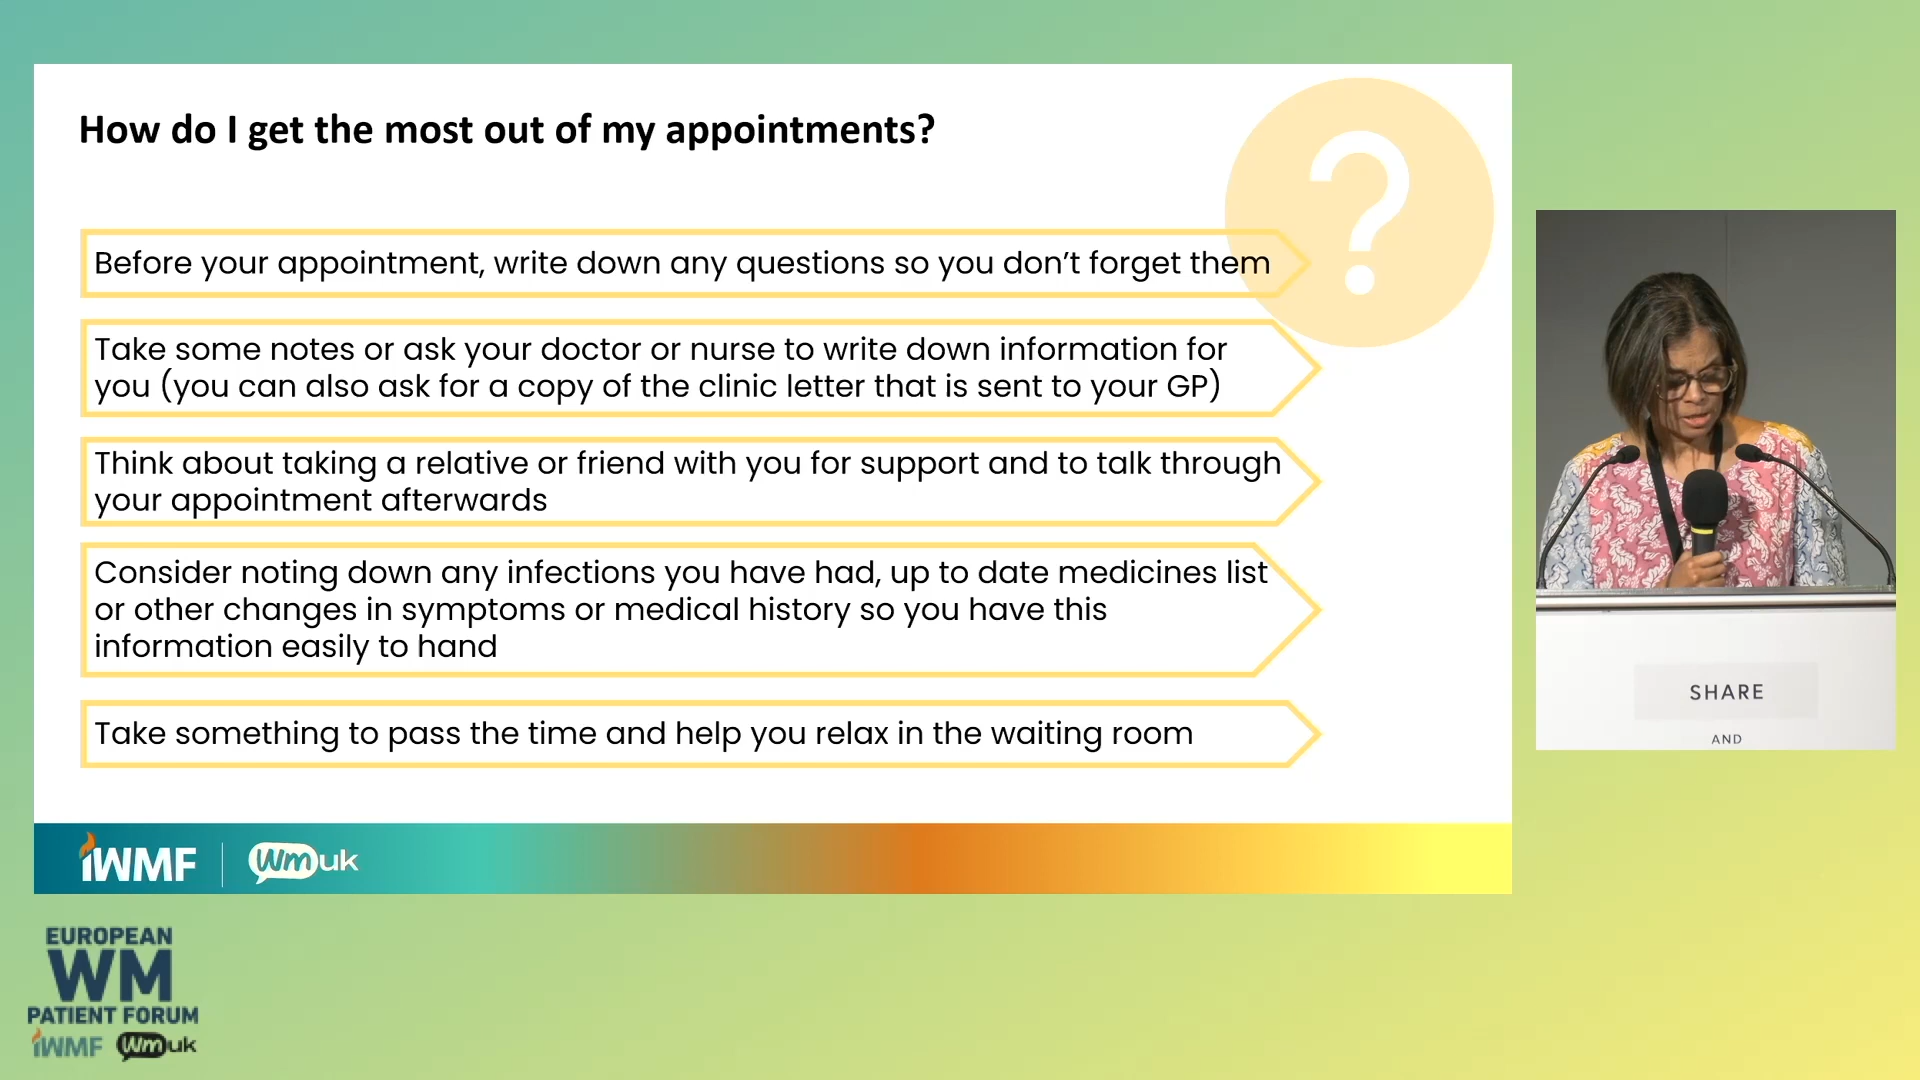 How do I get the most out of my appointments?
Before your appointment, write down any questions so you don’t forget them
Take some notes or ask your doctor or nurse to write down information for
you (you can also ask for a copy of the clinic letter that is sent to your GP)
Think about taking a relative or friend with you for support and to talk through
your appointment afterwards
Consider noting down any infections you have had, up to date medicines list
or other changes in symptoms or medical history so you have this
information easily to hand
Take something to pass the time and help you relax in the waiting room
iWMF
Wmuk
SHARE
AND
EUROPEAN
WM
PATIENT FORUM
iWMF Wmuk